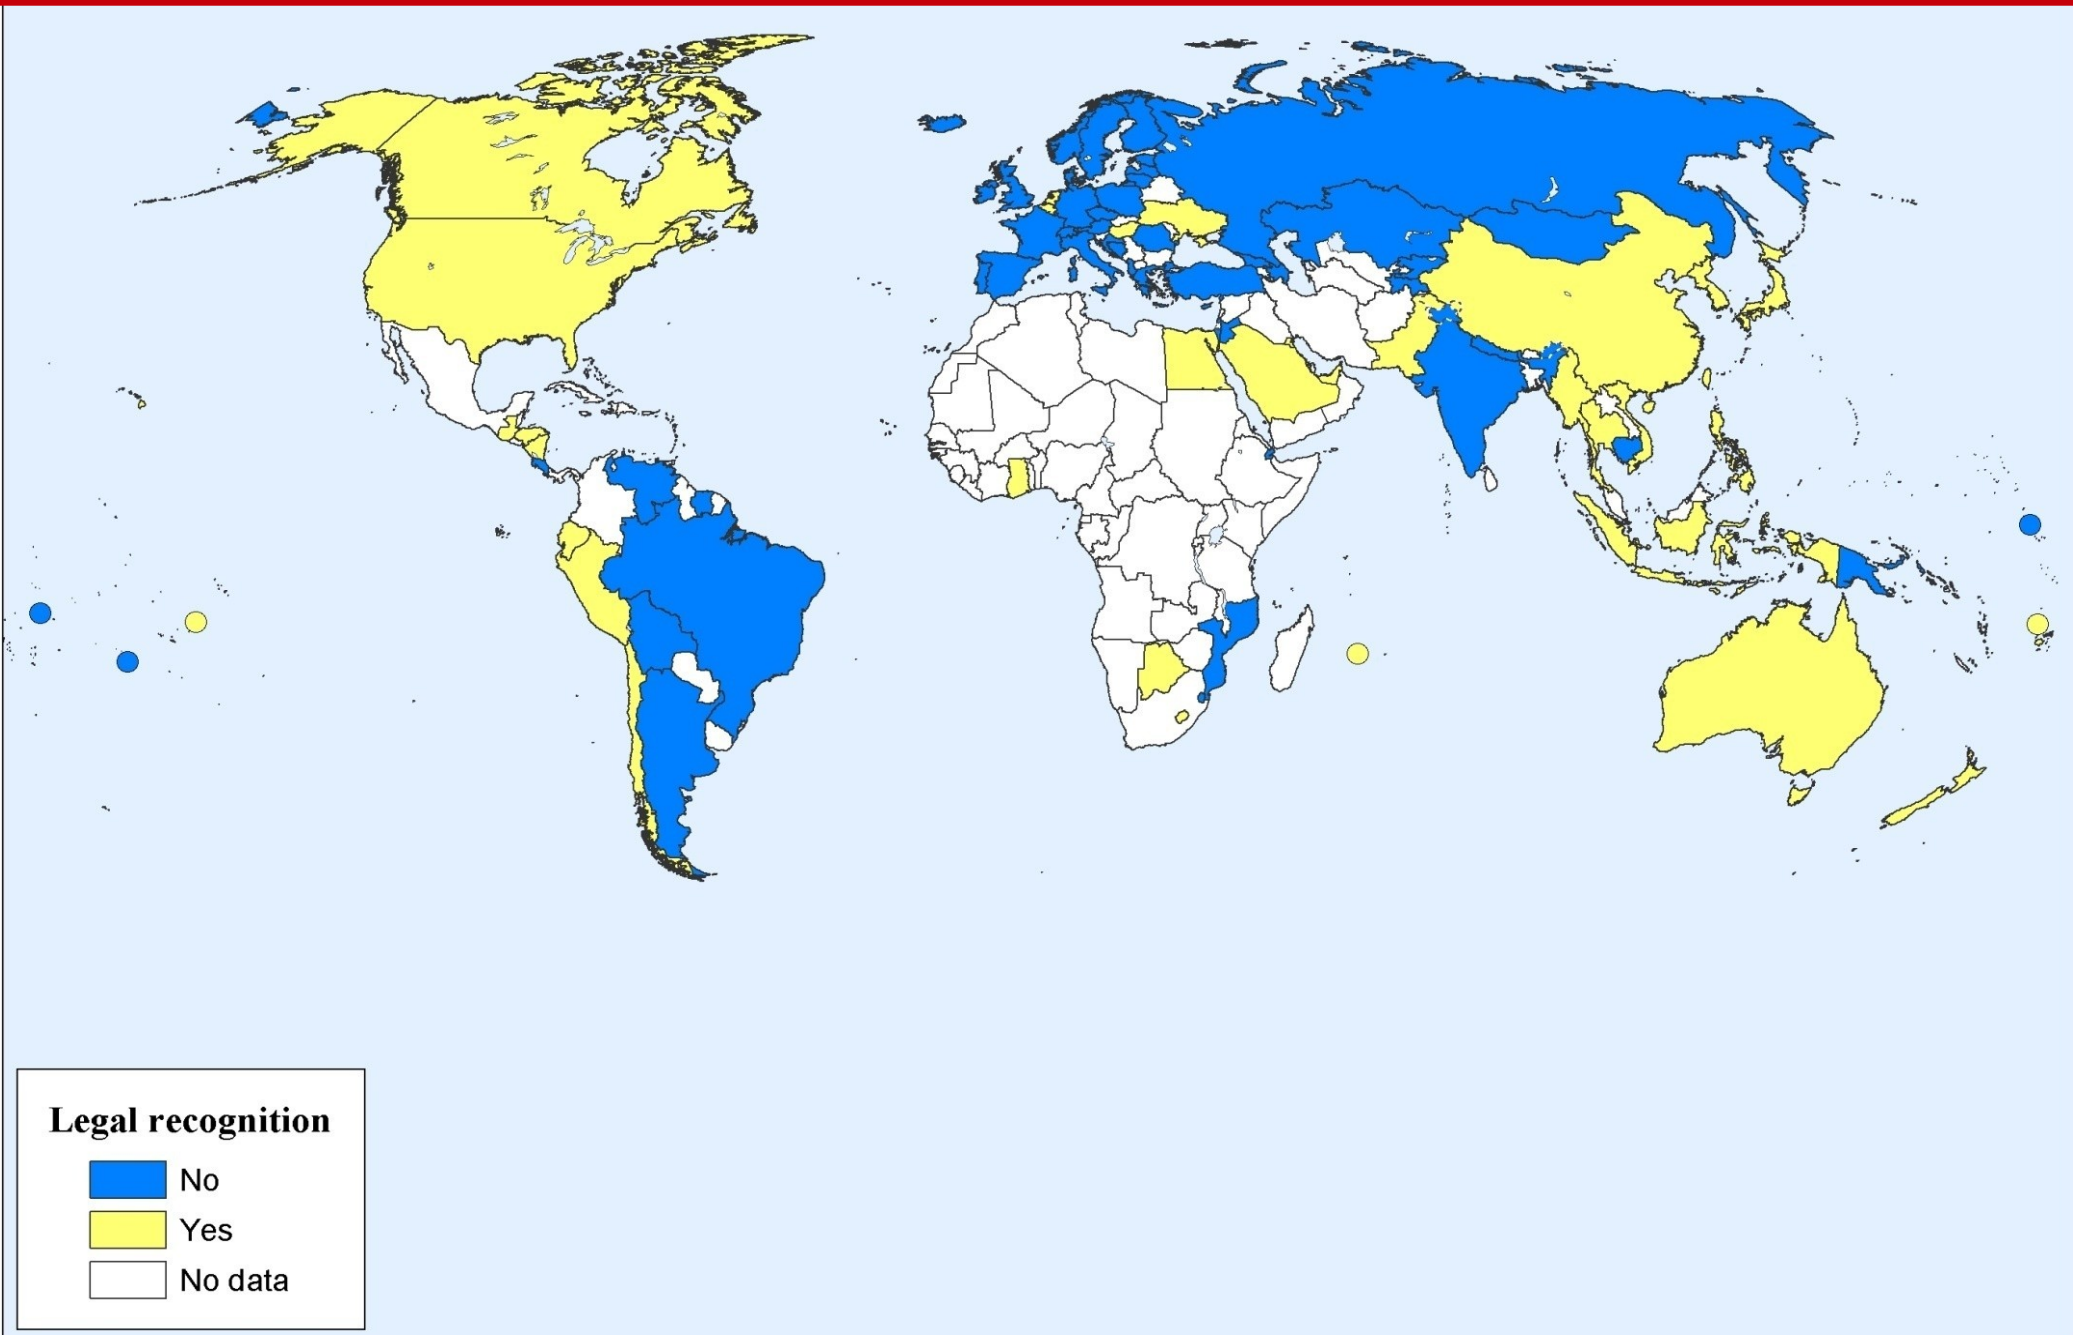 Legal recognition
No
Yes
No data